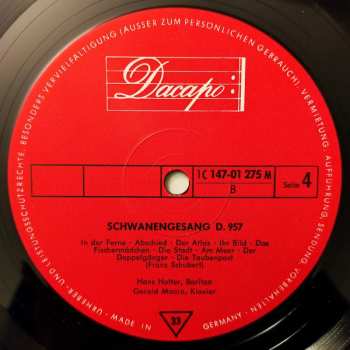 BESONDERS VERVIELFÄLTIGUNG (AUSSER ZUM PERSÖNLICHEN GEBRAUCH), VERMIETUNG, AUFFÜHRUNG, SENDUNG VORBEHALTEN.
Dacapo
1C 147-01 275 M
B
Seite 4
SCHWANENGESANG D. 957
In der Ferne · Abschied · Der Atlas · Ihr Bild · Das
Fischermädchen · Die Stadt · Am Meer · Der
Doppelgänger · Die Taubenpost
(Franz Schubert)
Hans Hotter, Bariton
Gerald Moore, Klavier
33
URHEBER- UND LEISTUNGSSCHUTZRECHTE,
MADE IN GERMANY